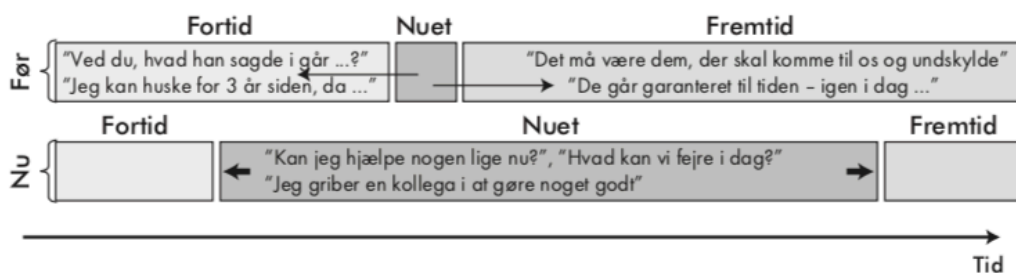 Fortid Nuet Fremtid
Før
"Ved du, hvad han sagde i går ...?" "Det må være dem, der skal komme til os og undskylde"
"Jeg kan huske for 3 år siden, da ..." "De går garanteret til tiden – igen i dag ..."
Fortid Nuet Fremtid
Nu
"Kan jeg hjælpe nogen lige nu?", "Hvad kan vi fejre i dag?"
"Jeg griber en kollega i at gøre noget godt"
Tid